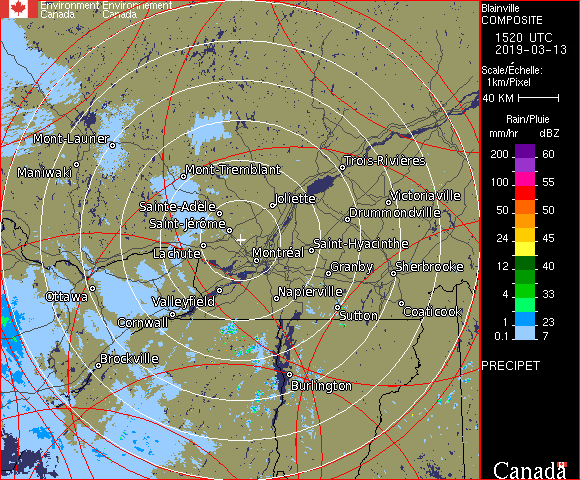 Environment Environnement
Canada Canada
Blainville
COMPOSITE
1520 UTC
2019-03-13
Scale/Échelle:
1km/Pixel
40 KM
Rain/Pluie
mm/hr dBZ
200 60
100 55
50 50
24 45
12 40
4 33
1 23
0.1 7
PRECIPET
Canada
Mont-Laurier
Maniwaki
Mont-Tremblant
Trois-Rivières
Joliette
Victoriaville
Sainte-Adèle
Drummondville
Saint-Jérôme
Lachute
Montréal
Saint-Hyacinthe
Granby
Sherbrooke
Ottawa
Valleyfield
Napierville
Cornwall
Sutton
Coaticook
Brockville
Burlington